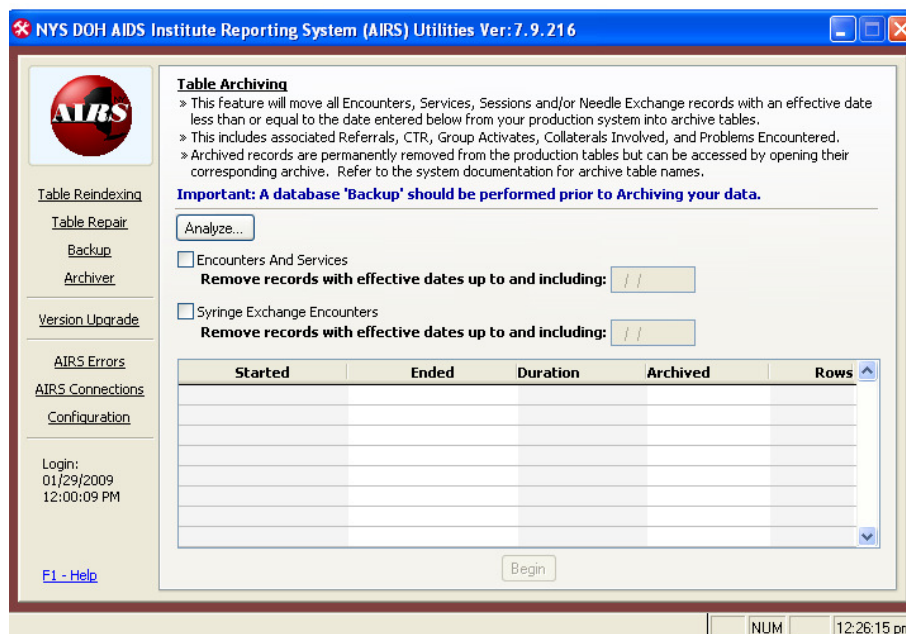 NYS DOH AIDS Institute Reporting System (AIRS) Utilities Ver:7.9.216
AIRS
Table Reindexing
Table Repair
Backup
Archiver
Version Upgrade
AIRS Errors
AIRS Connections
Configuration
Login:
01/29/2009
12:00:09 PM
F1 - Help
Table Archiving
» This feature will move all Encounters, Services, Sessions and/or Needle Exchange records with an effective date
less than or equal to the date entered below from your production system into archive tables.
» This includes associated Referrals, CTR, Group Activates, Collaterals Involved, and Problems Encountered.
» Archived records are permanently removed from the production tables but can be accessed by opening their
corresponding archive. Refer to the system documentation for archive table names.
Important: A database 'Backup' should be performed prior to Archiving your data.
Analyze...
Encounters And Services
Remove records with effective dates up to and including: / /
Syringe Exchange Encounters
Remove records with effective dates up to and including: / /
Started Ended Duration Archived Rows
Begin
NUM 12:26:15 pm